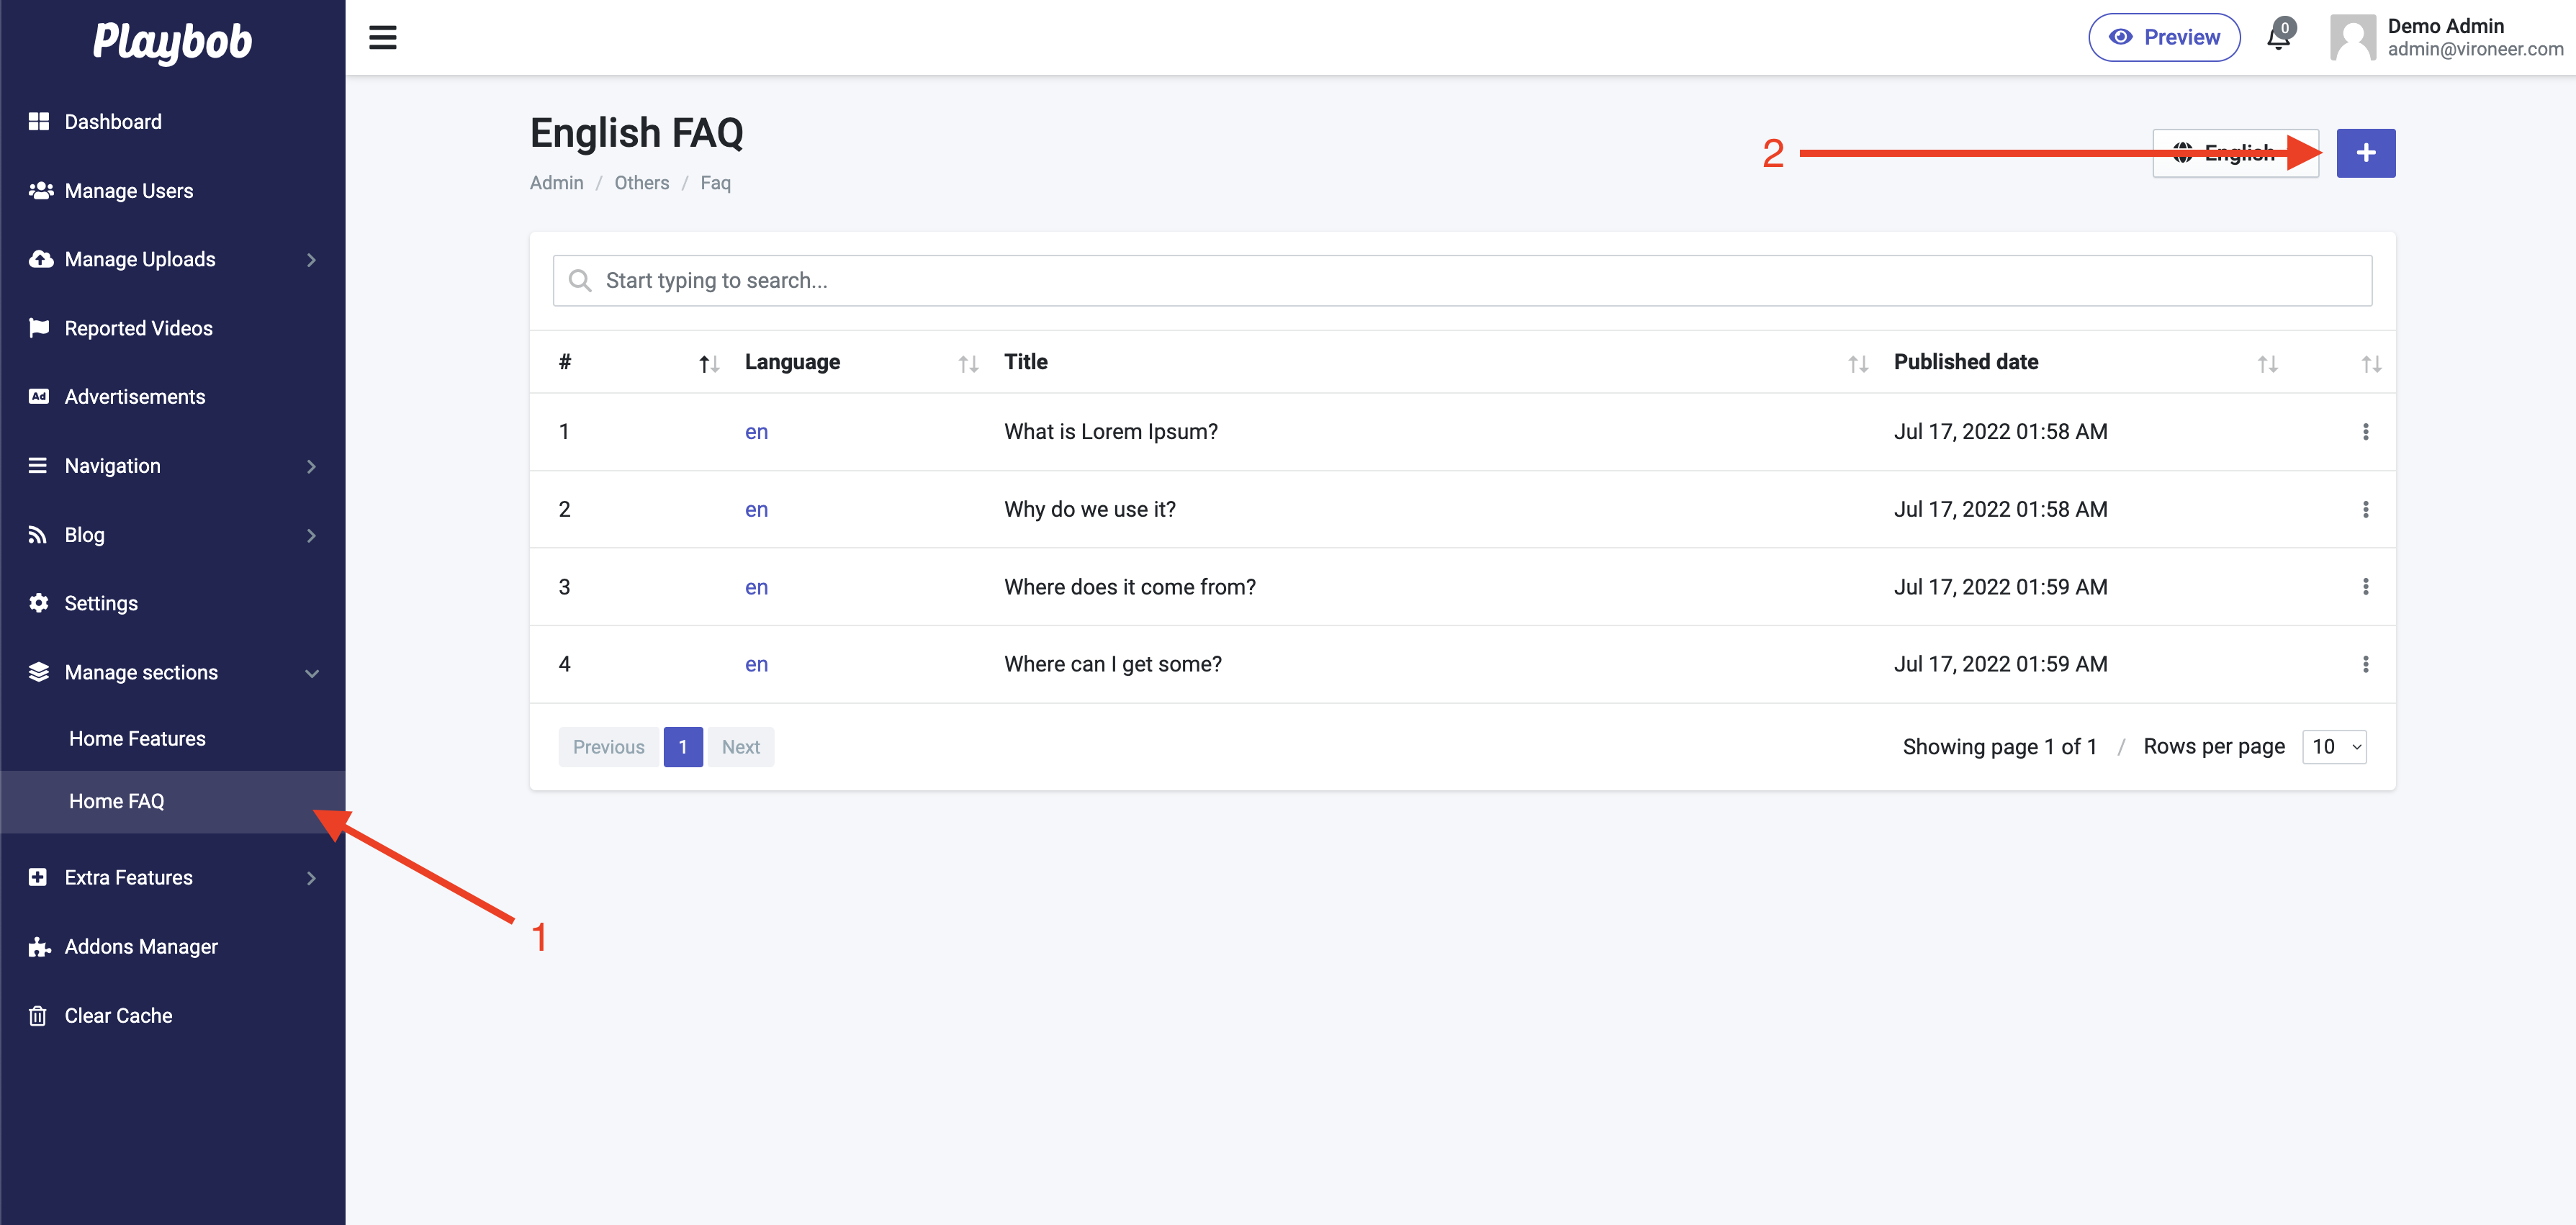 Playbob
Preview
0
Demo Admin
admin@vironeer.com
Dashboard
Manage Users
Manage Uploads
Reported Videos
Ad
Advertisements
Navigation
Blog
Settings
Manage sections
Home Features
Home FAQ
Extra Features
Addons Manager
Clear Cache
1
English FAQ
Admin / Others / Faq
2
English
+
Start typing to search...
# Language Title Published date
1 en What is Lorem Ipsum? Jul 17, 2022 01:58 AM
2 en Why do we use it? Jul 17, 2022 01:58 AM
3 en Where does it come from? Jul 17, 2022 01:59 AM
4 en Where can I get some? Jul 17, 2022 01:59 AM
Previous 1 Next
Showing page 1 of 1 / Rows per page 10